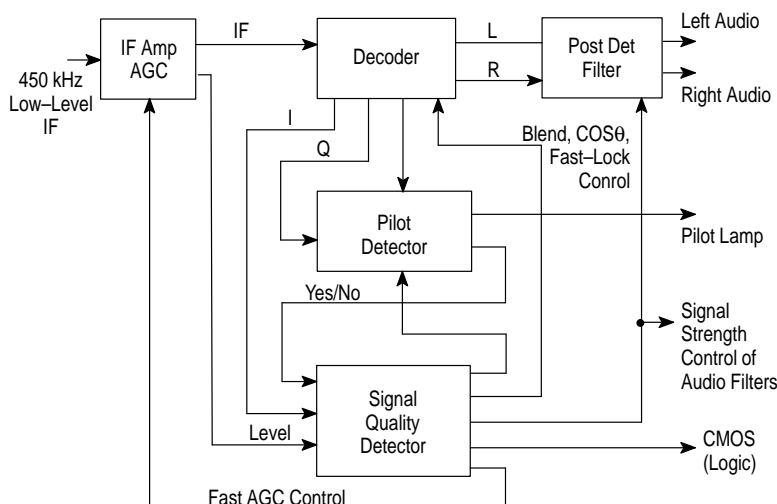 IF Amp
AGC
IF
Decoder
L
R
Post Det
Filter
Left Audio
Right Audio
450 kHz
Low–Level
IF
I
Q
Blend, COSθ,
Fast–Lock
Conrol
Pilot
Detector
Pilot Lamp
Yes/No
Signal
Strength
Control of
Audio Filters
Signal
Quality
Detector
Level
CMOS
(Logic)
Fast AGC Control